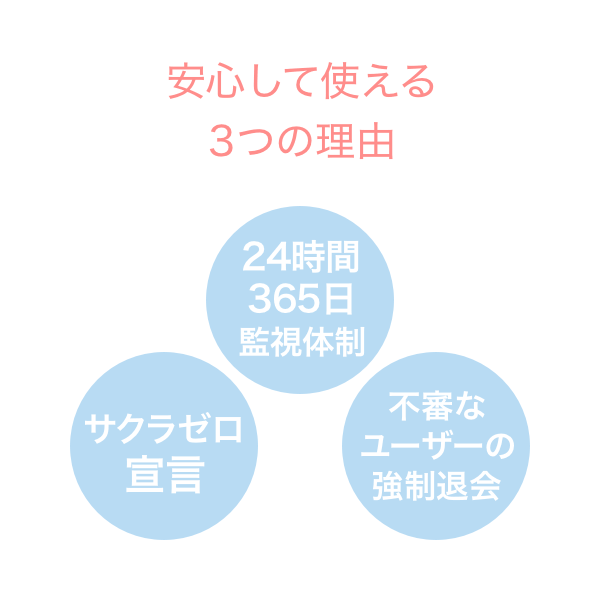 安心して使える
3つの理由
24時間
365日
監視体制
サクラゼロ
宣言
不審な
ユーザーの
強制退会